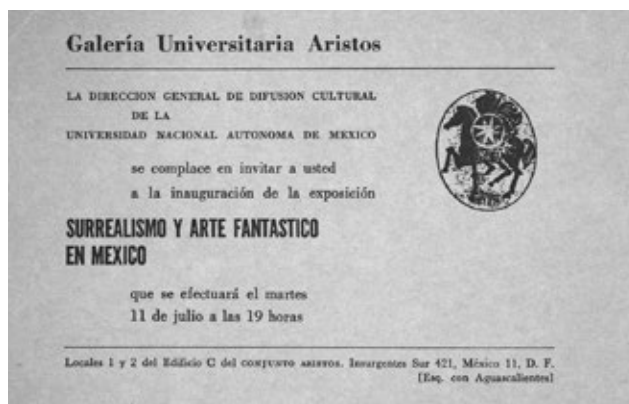 Galería Universitaria Aristos
LA DIRECCION GENERAL DE DIFUSION CULTURAL
DE LA
UNIVERSIDAD NACIONAL AUTONOMA DE MEXICO
se complace en invitar a usted
a la inauguración de la exposición
SURREALISMO Y ARTE FANTASTICO
EN MEXICO
que se efectuará el martes
11 de julio a las 19 horas
Locales 1 y 2 del Edificio C del CONJUNTO ARISTOS. Insurgentes Sur 421, México 11, D. F.
[Esq. con Aguascalientes]